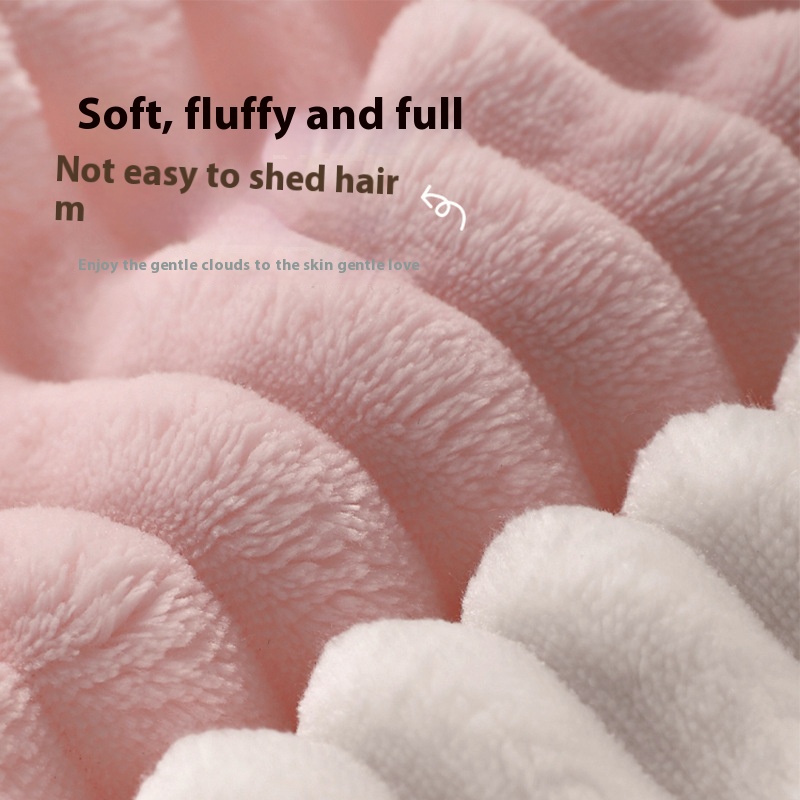 Soft, fluffy and full
Not easy to shed hair
m
Enjoy the gentle clouds to the skin gentle love